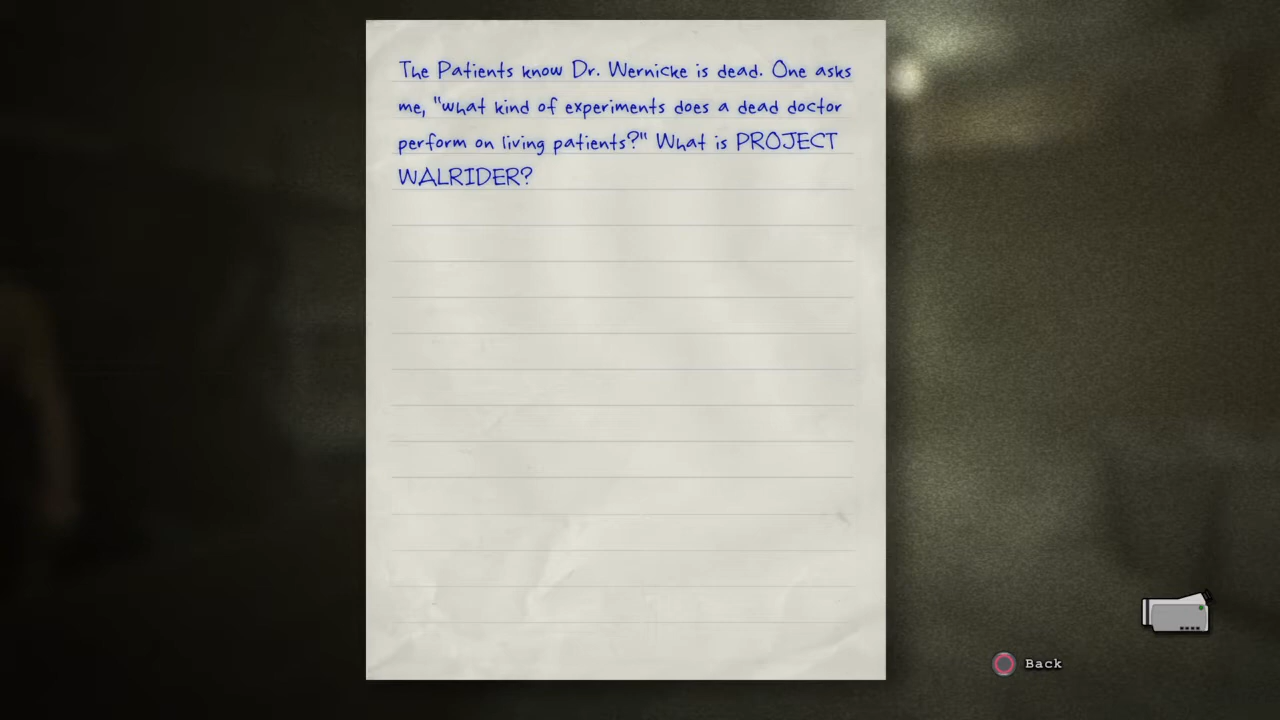 The Patients know Dr. Wernicke is dead. One asks
me, "what kind of experiments does a dead doctor
perform on living patients?" What is PROJECT
WALRIDER?
Back